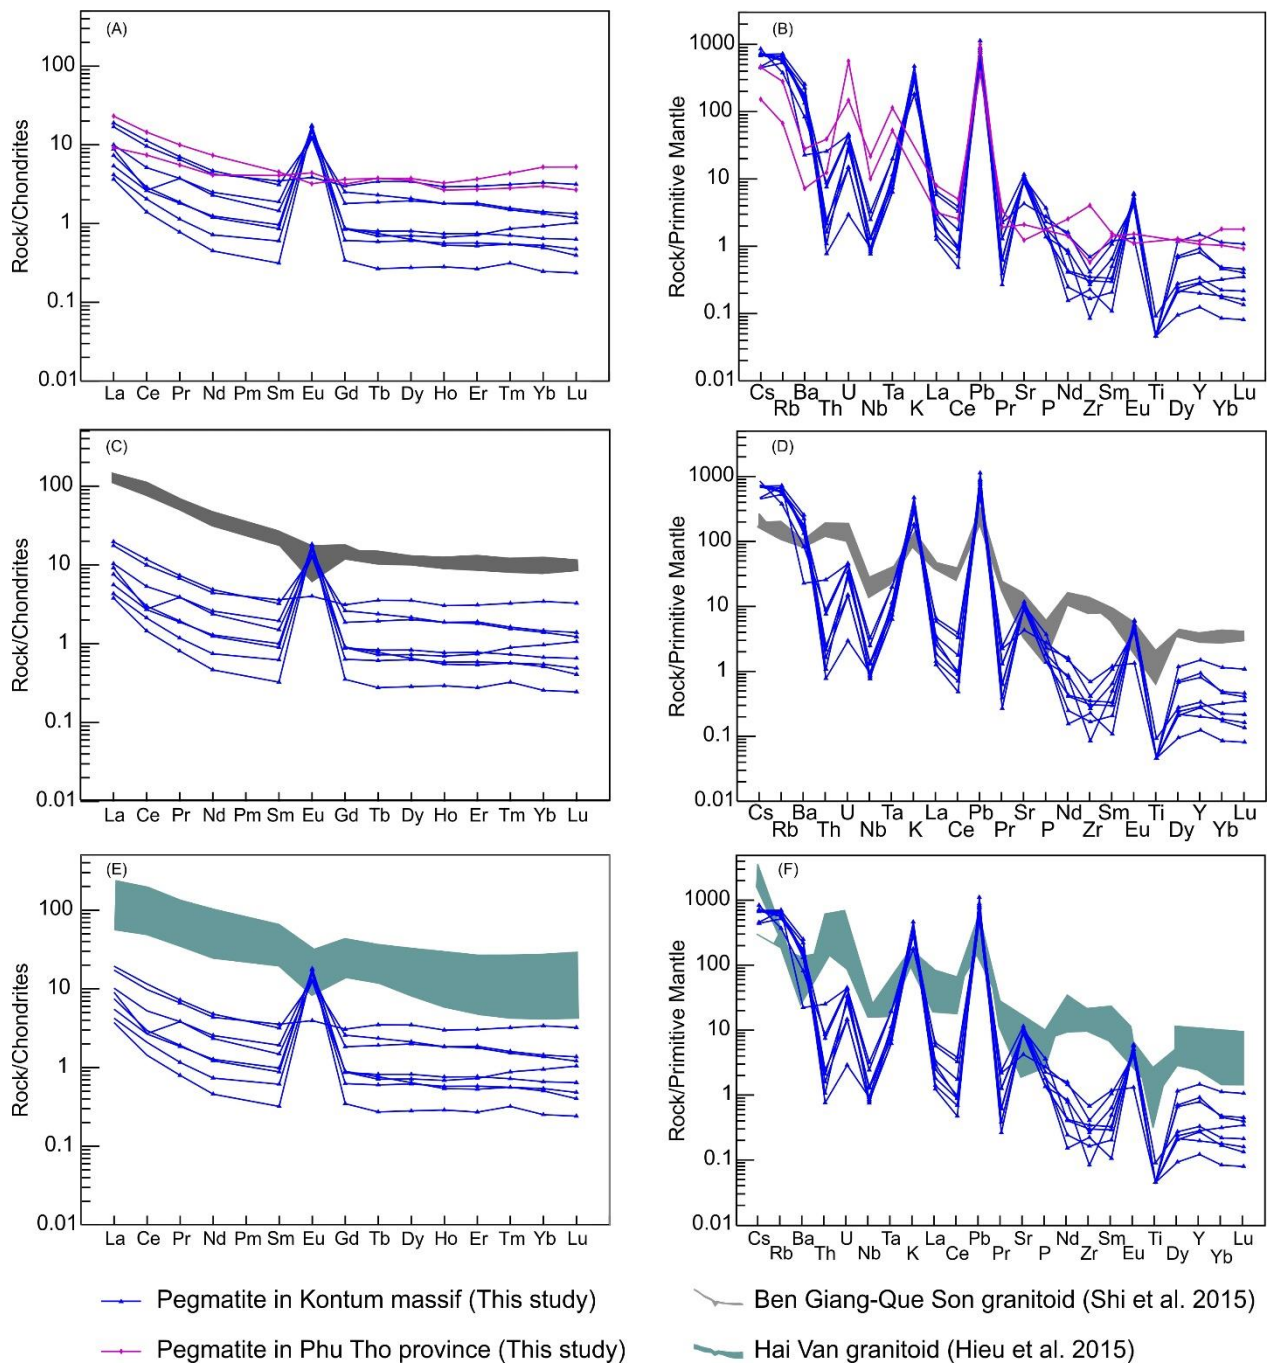 (A)
Rock/Chondrites
100
10
1
0.1
0.01
La Ce Pr Nd Pm Sm Eu Gd Tb Dy Ho Er Tm Yb Lu
(B)
Rock/Primitive Mantle
1000
100
10
1
0.1
0.01
Cs Ba U Ta La Pb Sr Nd Sm Ti Y Lu
Rb Th Nb K Ce Pr P Zr Eu Dy Yb
(C)
Rock/Chondrites
100
10
1
0.1
0.01
La Ce Pr Nd Pm Sm Eu Gd Tb Dy Ho Er Tm Yb Lu
(D)
Rock/Primitive Mantle
1000
100
10
1
0.1
0.01
Cs Ba U Ta La Pb Sr Nd Sm Ti Y Lu
Rb Th Nb K Ce Pr P Zr Eu Dy Yb
(E)
Rock/Chondrites
100
10
1
0.1
0.01
La Ce Pr Nd Pm Sm Eu Gd Tb Dy Ho Er Tm Yb Lu
(F)
Rock/Primitive Mantle
1000
100
10
1
0.1
0.01
Cs Ba U Ta La Pb Sr Nd Sm Ti Y Lu
Rb Th Nb K Ce Pr P Zr Eu Dy Yb
Pegmatite in Kontum massif (This study)
Pegmatite in Phu Tho province (This study)
Ben Giang-Que Son granitoid (Shi et al. 2015)
Hai Van granitoid (Hieu et al. 2015)